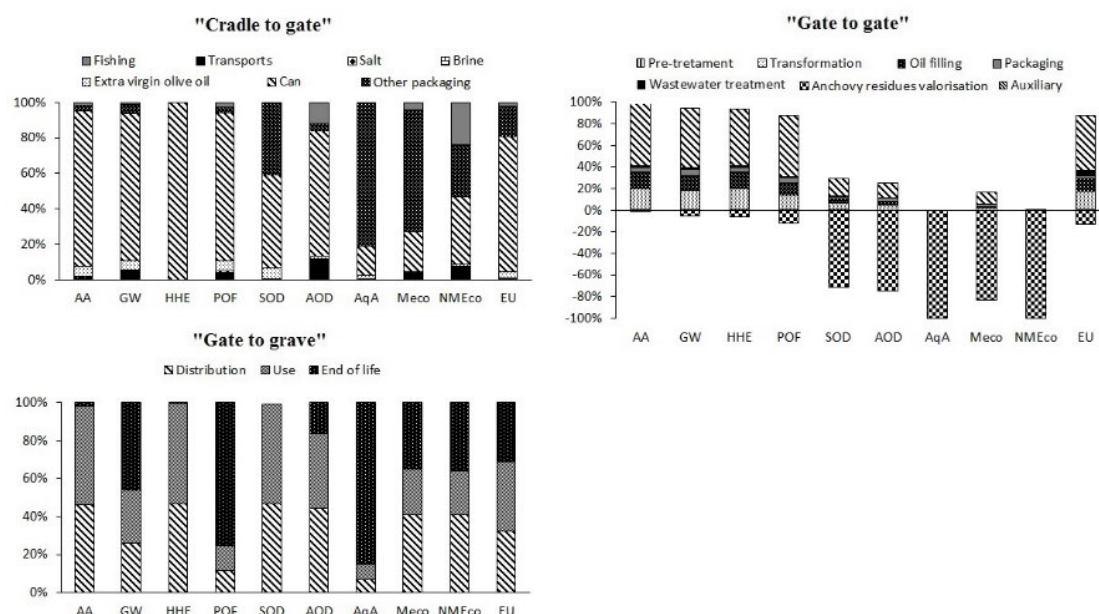 "Cradle to gate"
Fishing Transports Salt Brine
Extra virgin olive oil Can Other packaging
100%
80%
60%
40%
20%
0%
AA GW HHE POF SOD AOD AqA Meco NMEco EU
"Gate to gate"
Pre-tretament Transformation Oil filling Packaging
Wastewater treatment Anchovy residues valorisation Auxiliary
100%
80%
60%
40%
20%
0%
-20%
-40%
-60%
-80%
-100%
AA GW HHE POF SOD AOD AqA Meco NMEco EU
"Gate to grave"
Distribution Use End of life
100%
80%
60%
40%
20%
0%
AA GW HHE POF SOD AOD AqA Meco NMEco EU